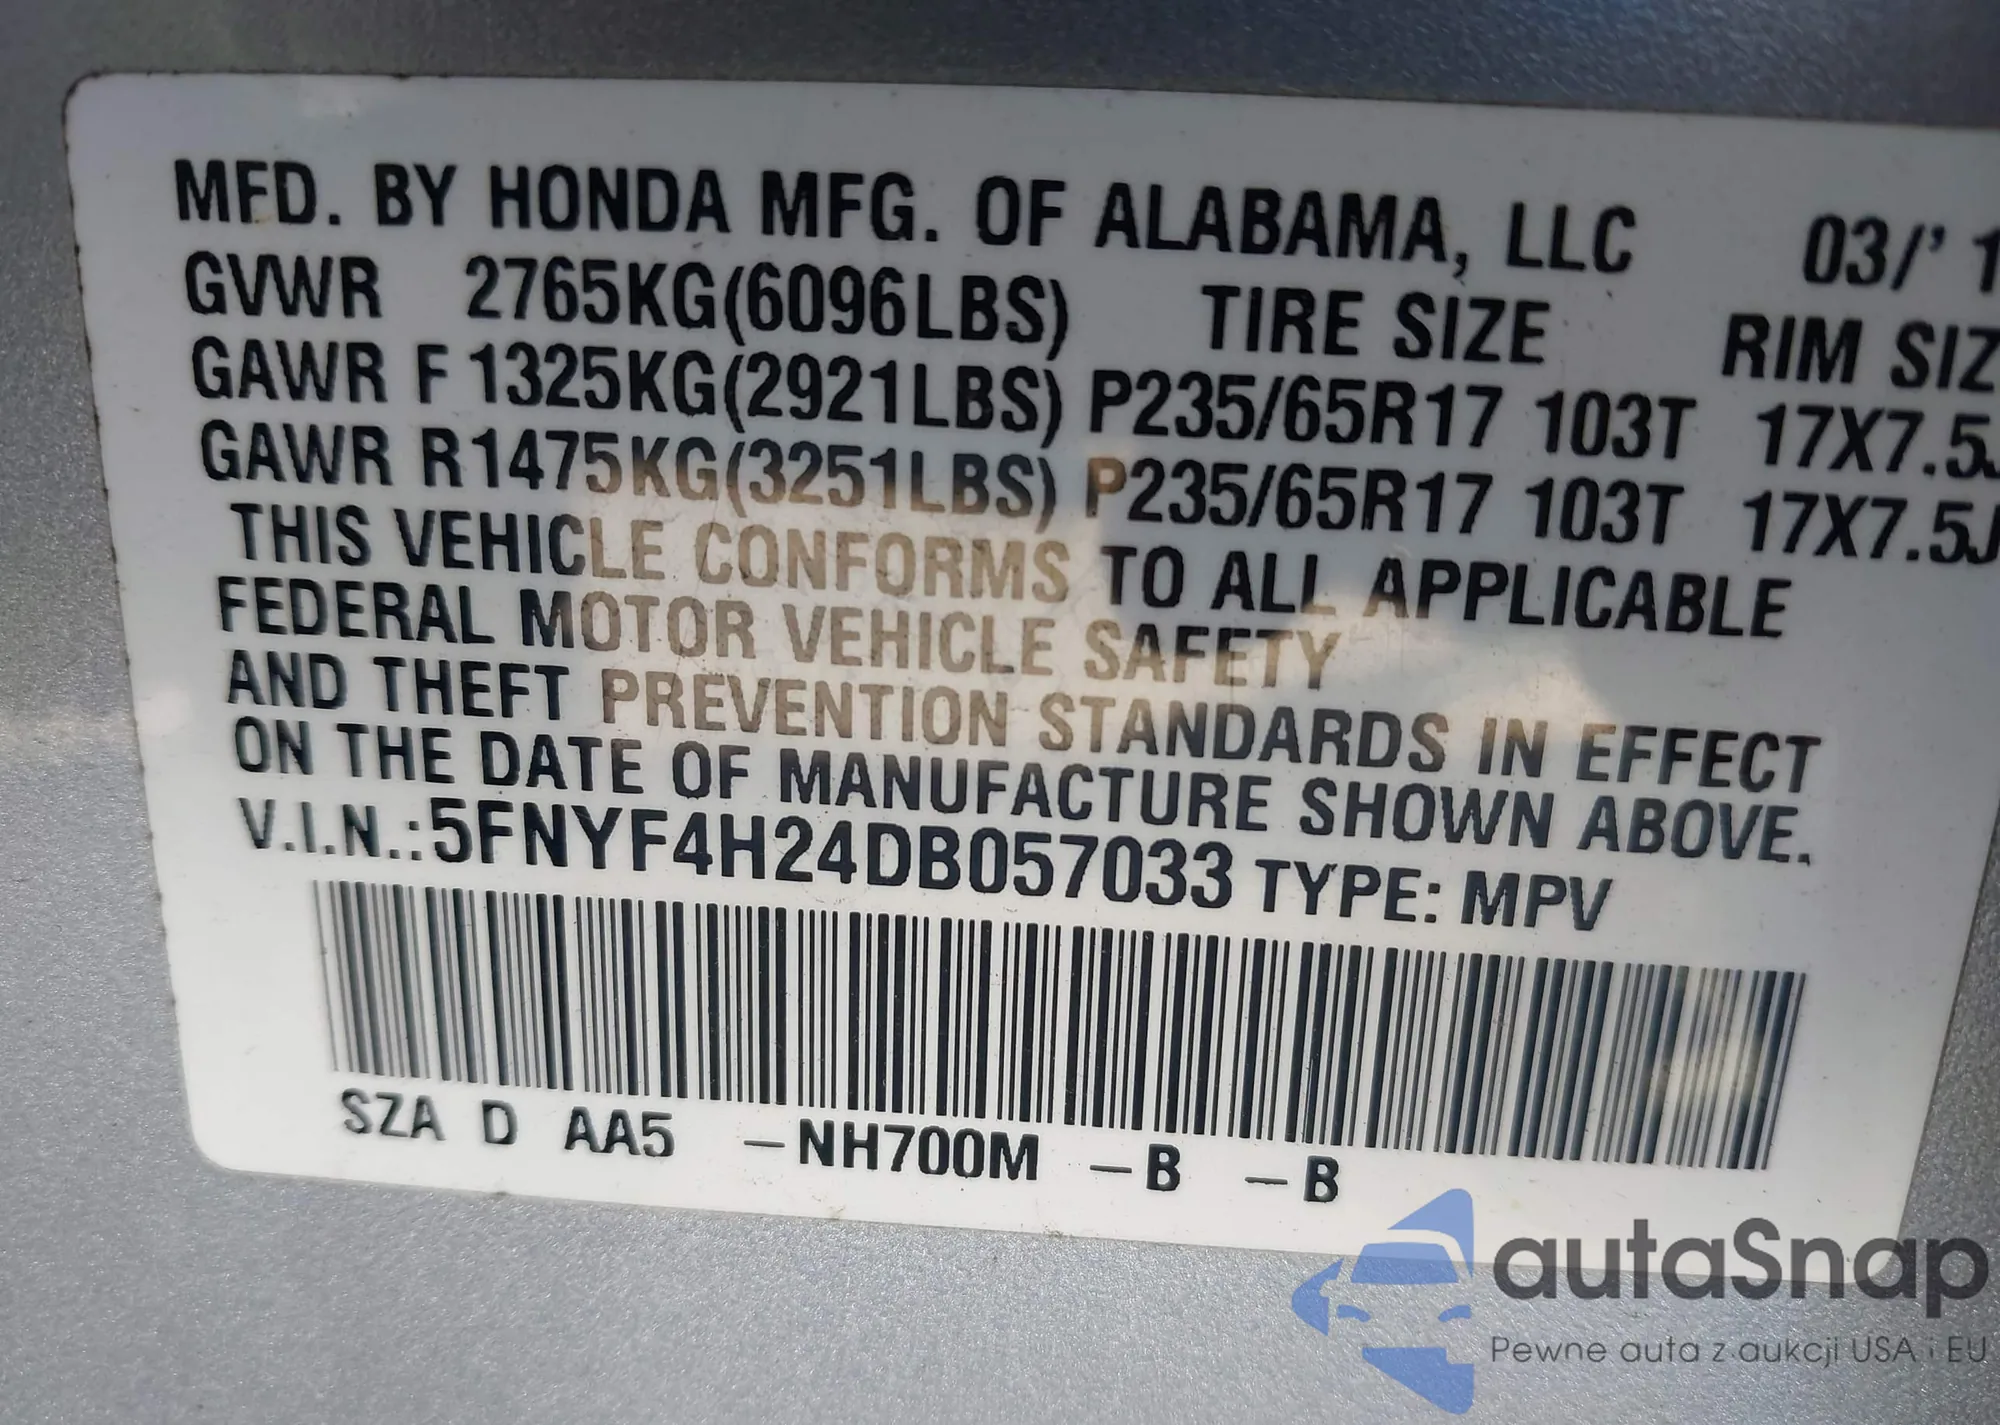 MFD. BY HONDA MFG. OF ALABAMA, LLC 03/' 1
GVWR 2765KG(6096LBS) TIRE SIZE RIM SIZ
GAWR F 1325KG(2921LBS) P235/65R17 103T 17X7.5J
GAWR R 1475KG(3251LBS) P235/65R17 103T 17X7.5J
THIS VEHICLE CONFORMS TO ALL APPLICABLE
FEDERAL MOTOR VEHICLE SAFETY
AND THEFT PREVENTION STANDARDS IN EFFECT
ON THE DATE OF MANUFACTURE SHOWN ABOVE.
V.I.N.:5FNYF4H24DB057033 TYPE: MPV
SZA D AA5 –NH700M –B –B
autaSnap
Pewne auta z aukcji USA i EU